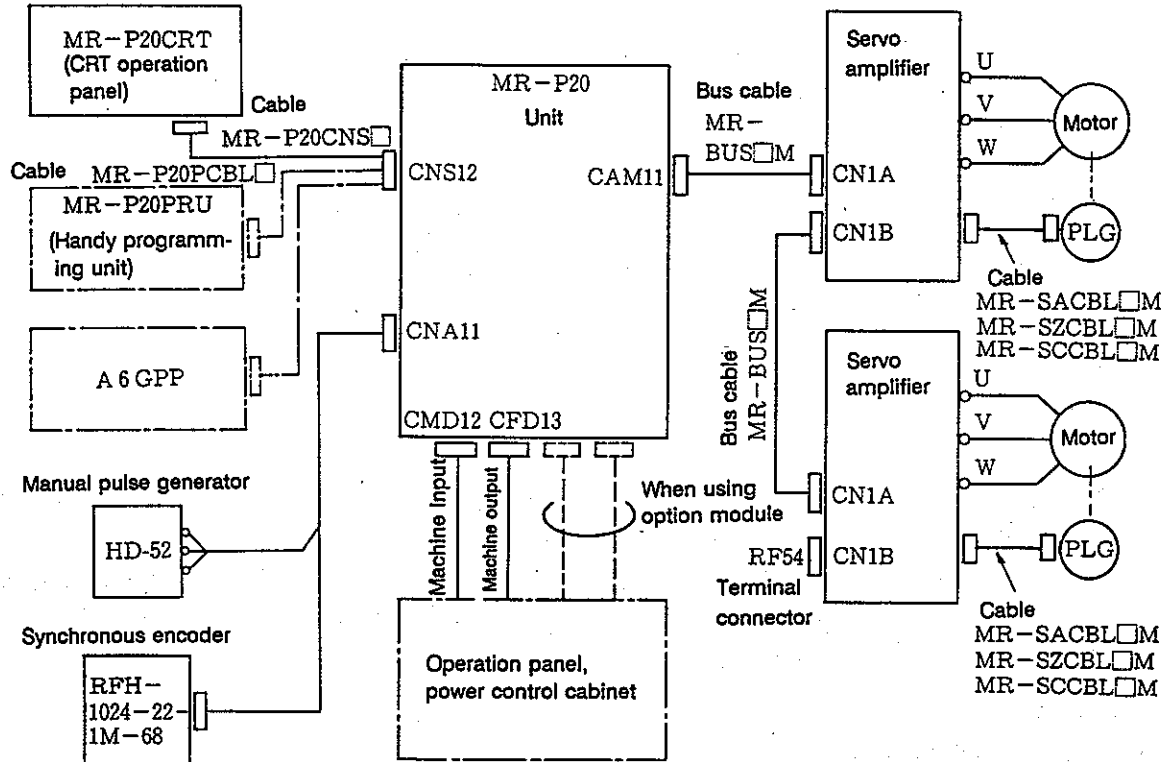 MR-P20CRT
(CRT operation
panel)
Cable
MR-P20CNS□
Cable MR-P20PCBL□
MR-P20PRU
(Handy programm-
ing unit)
A6GPP
Manual pulse generator
HD-52
Synchronous encoder
RFH-
1024-22-
1M-68
MR-P20
Unit
CNS12
CAM11
CNA11
CMD12 CFD13
Machine Input
Machine output
When using
option module
Operation panel,
power control cabinet
Bus cable
MR-
BUS□M
Bus cable
MR-BUS□M
Servo
amplifier
CN1A
CN1B
U
V
W
Motor
PLG
Cable
MR-SACBL□M
MR-SZCBL□M
MR-SCCBL□M
Servo
amplifier
CN1A
RF54
CN1B
Terminal
connector
U
V
W
Motor
PLG
Cable
MR-SACBL□M
MR-SZCBL□M
MR-SCCBL□M